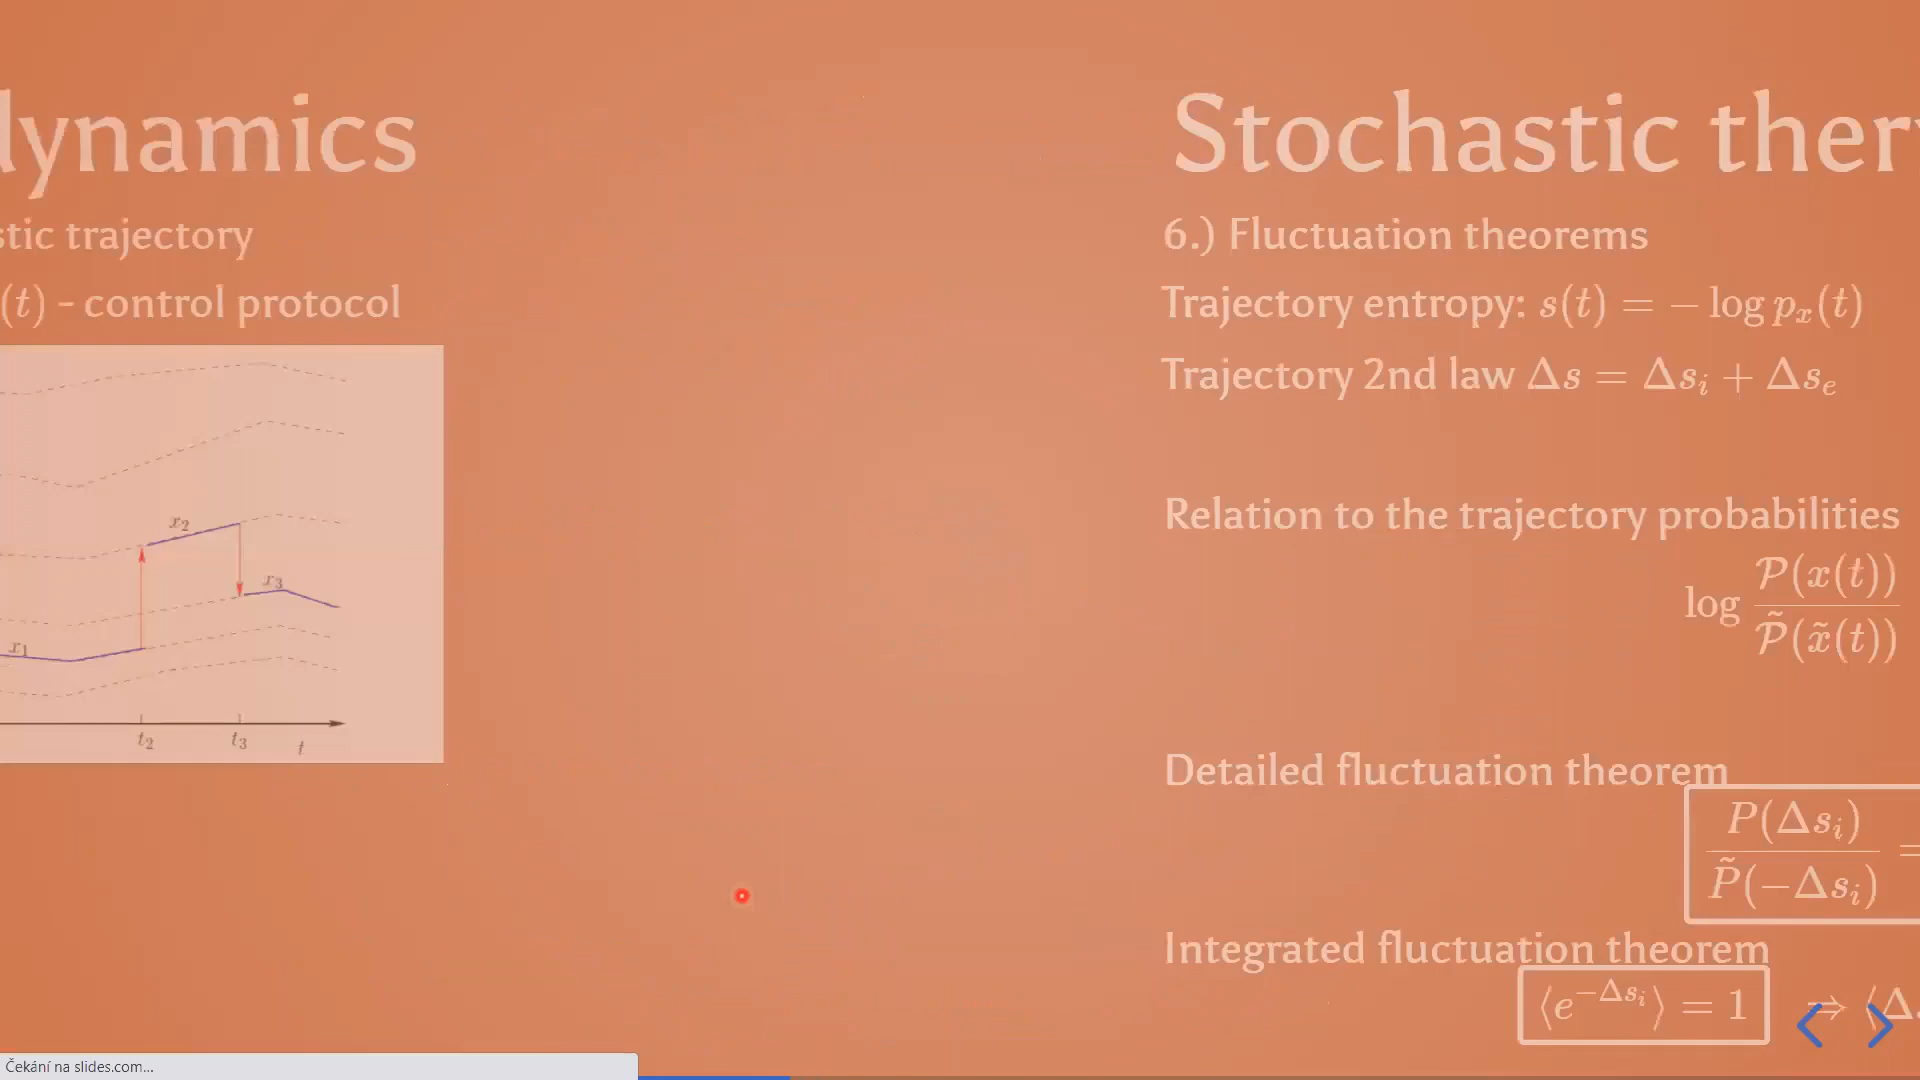 dynamics
stic trajectory
(t) - control protocol
x₂
x₃
x₁
t₂ t₃ t
Stochastic ther
6.) Fluctuation theorems
Trajectory entropy: s(t) = − log pₓ(t)
Trajectory 2nd law Δs = Δsᵢ + Δsₑ
Relation to the trajectory probabilities
log 𝒫(x(t)) / 𝒫̃(x̃(t))
Detailed fluctuation theorem
P(Δsᵢ) / P̃(−Δsᵢ) =
Integrated fluctuation theorem
⟨e^{−Δsᵢ}⟩ = 1 ⇒ ⟨Δ
Čekání na slides.com...